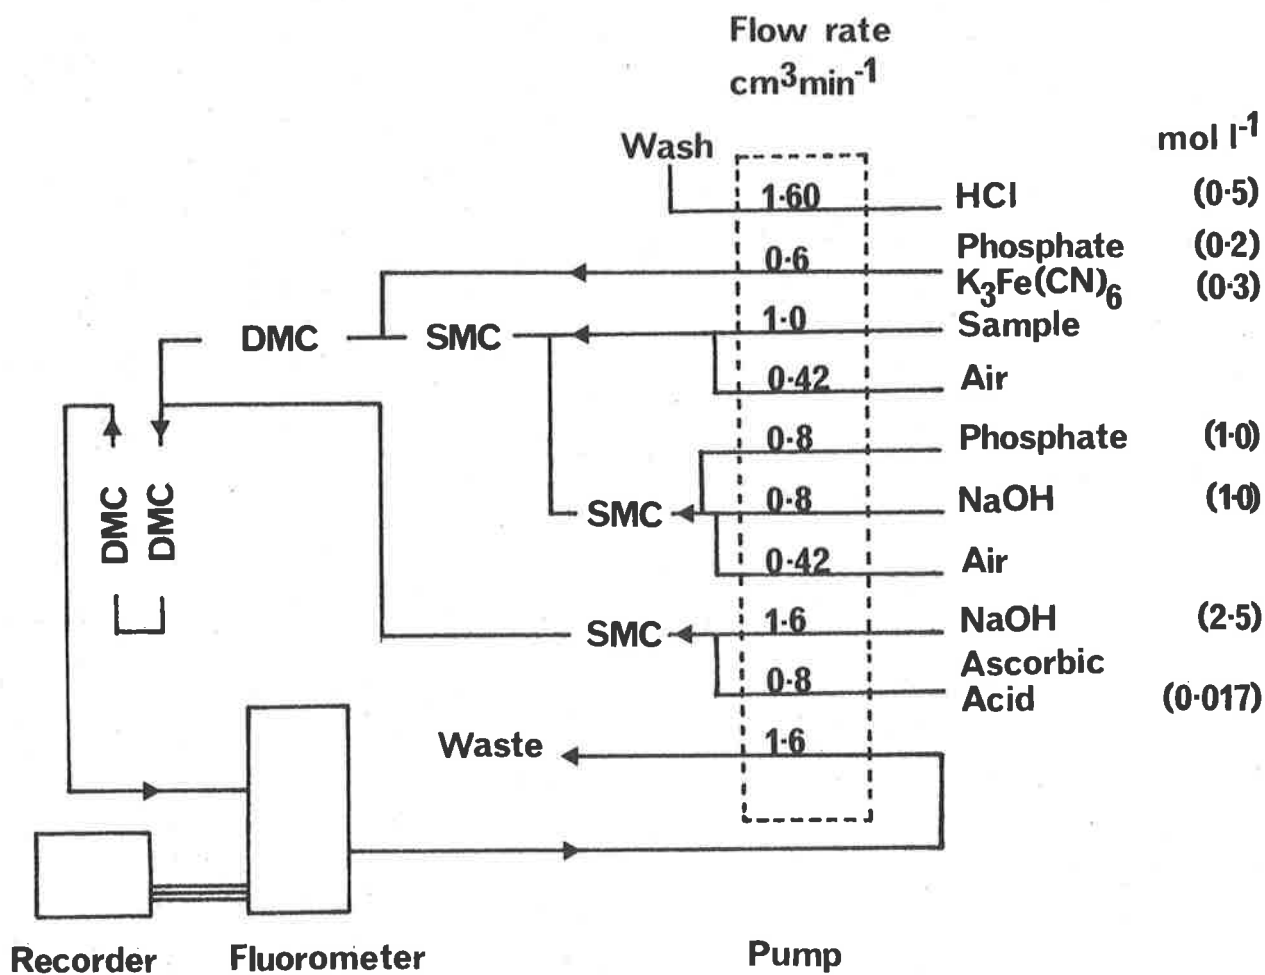 Flow rate
cm³min⁻¹
mol l⁻¹
Wash
1·60 HCl (0·5)
0·6 Phosphate (0·2)
K₃Fe(CN)₆ (0·3)
1·0 Sample
DMC SMC
0·42 Air
0·8 Phosphate (1·0)
SMC 0·8 NaOH (1·0)
DMC DMC
0·42 Air
SMC 1·6 NaOH (2·5)
Ascorbic
0·8 Acid (0·017)
Waste 1·6
Recorder Fluorometer Pump